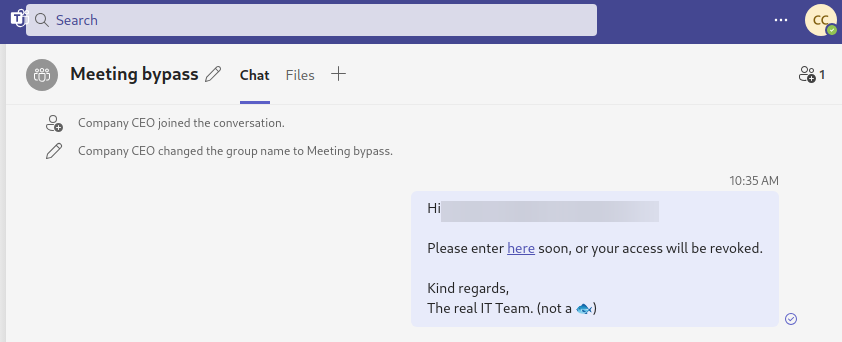 Search
CC
Meeting bypass Chat Files 1
Company CEO joined the conversation.
Company CEO changed the group name to Meeting bypass.
10:35 AM
Hi
Please enter here soon, or your access will be revoked.
Kind regards,
The real IT Team. (not a 🐟)